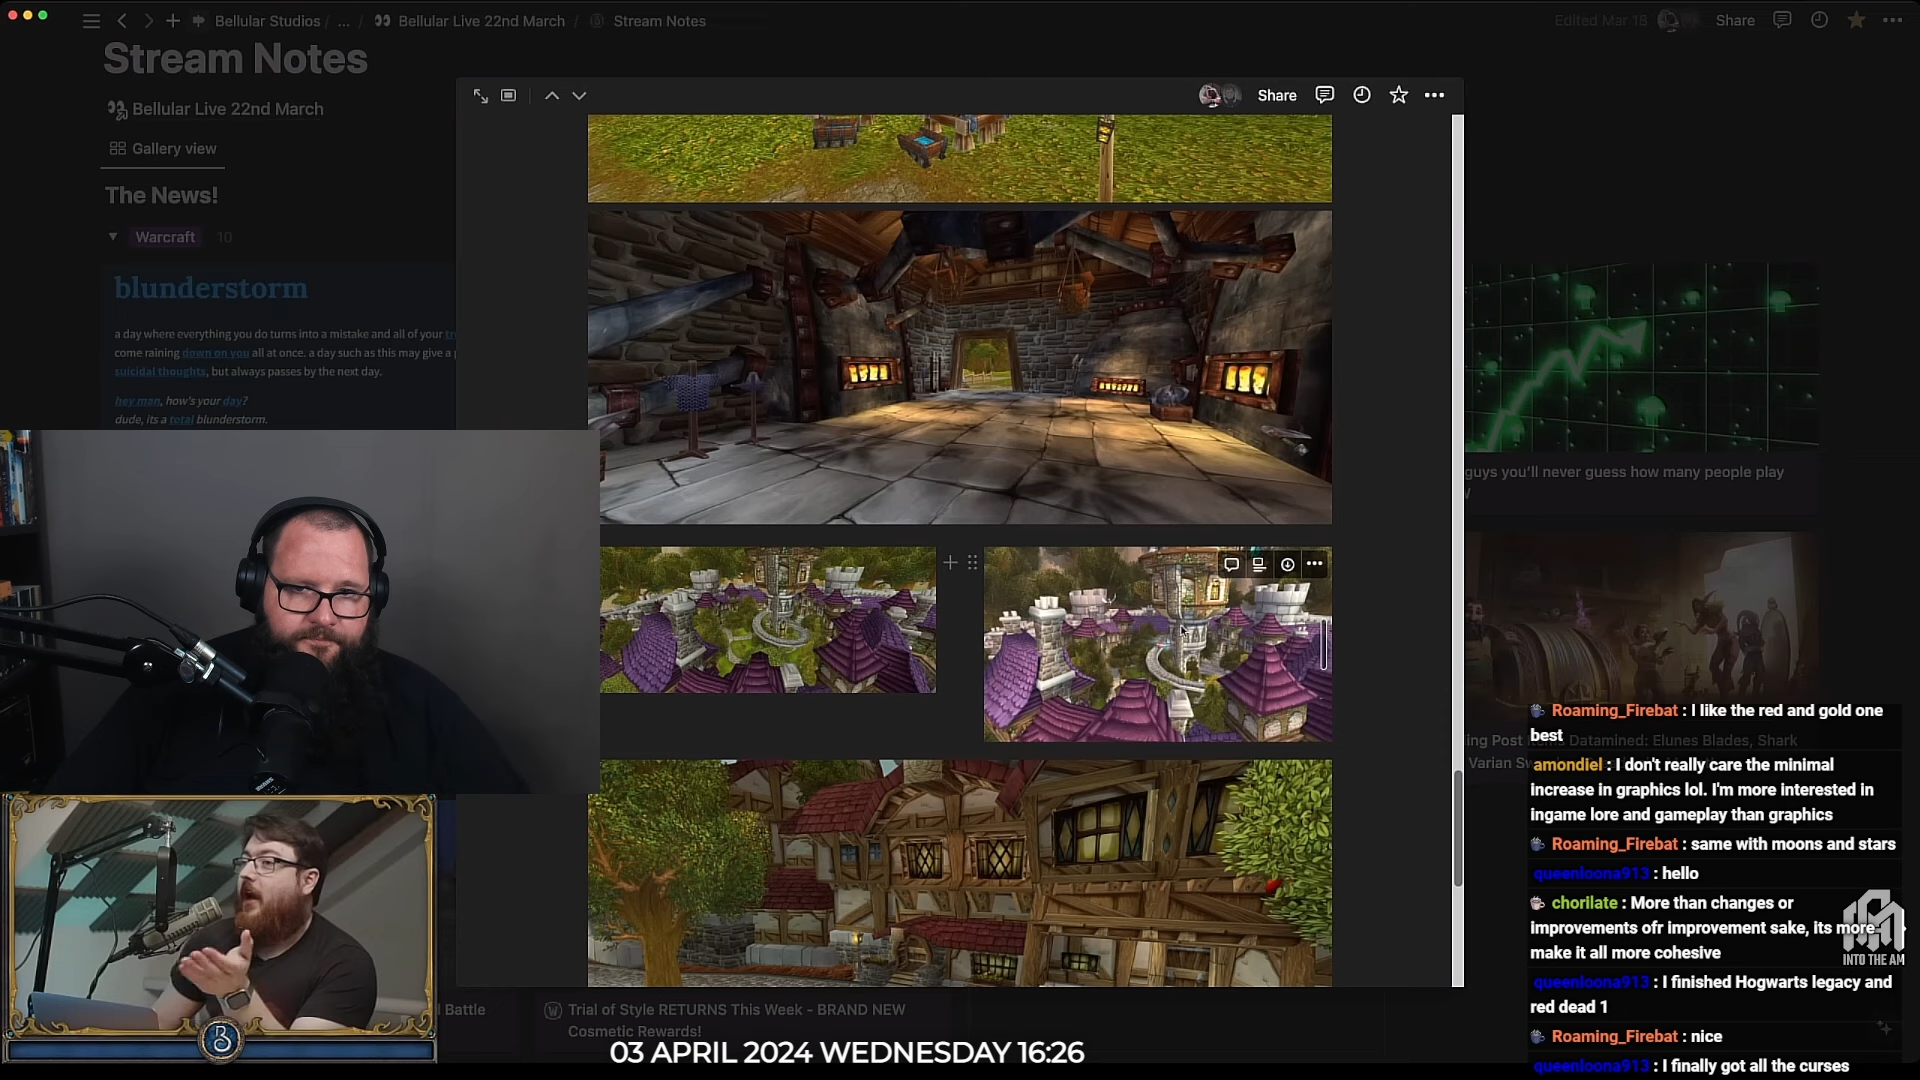 Bellular Studios / ... / 👀 Bellular Live 22nd March / Stream Notes
Edited Mar 18
Share
Stream Notes
Bellular Live 22nd March
Gallery view
The News!
Warcraft 10
blunderstorm
a day where everything you do turns into a mistake and all of your
come raining down on you all at once. a day such as this may give a
suicidal thoughts, but always passes by the next day.
hey man, how's your day?
dude, its a total blunderstorm.
Share
guys you'll never guess how many people play
Items Datamined: Elunes Blades, Shark
Varian
Roaming_Firebat : I like the red and gold one
best
amondiel : I don't really care the minimal
increase in graphics lol. I'm more interested in
ingame lore and gameplay than graphics
Roaming_Firebat : same with moons and stars
queenloona913 : hello
chorilate : More than changes or
improvements ofr improvement sake, its more
make it all more cohesive
queenloona913 : I finished Hogwarts legacy and
red dead 1
Roaming_Firebat : nice
queenloona913 : I finally got all the curses
INTO THE AM
B
Battle
Trial of Style RETURNS This Week - BRAND NEW
Cosmetic Rewards!
03 APRIL 2024 WEDNESDAY 16:26